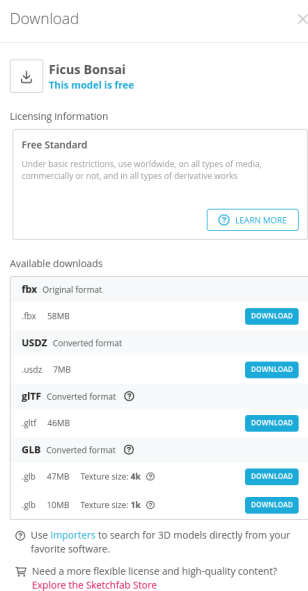 Download
Ficus Bonsai
This model is free
Licensing information
Free Standard
Under basic restrictions, use worldwide, on all types of media,
commercially or not, and in all types of derivative works
LEARN MORE
Available downloads
fbx Original format
.fbx 58MB DOWNLOAD
USDZ Converted format
.usdz 7MB DOWNLOAD
glTF Converted format
.gltf 46MB DOWNLOAD
GLB Converted format
.glb 47MB Texture size: 4k DOWNLOAD
.glb 10MB Texture size: 1k DOWNLOAD
Use Importers to search for 3D models directly from your
favorite software.
Need a more flexible license and high-quality content?
Explore the Sketchfab Store